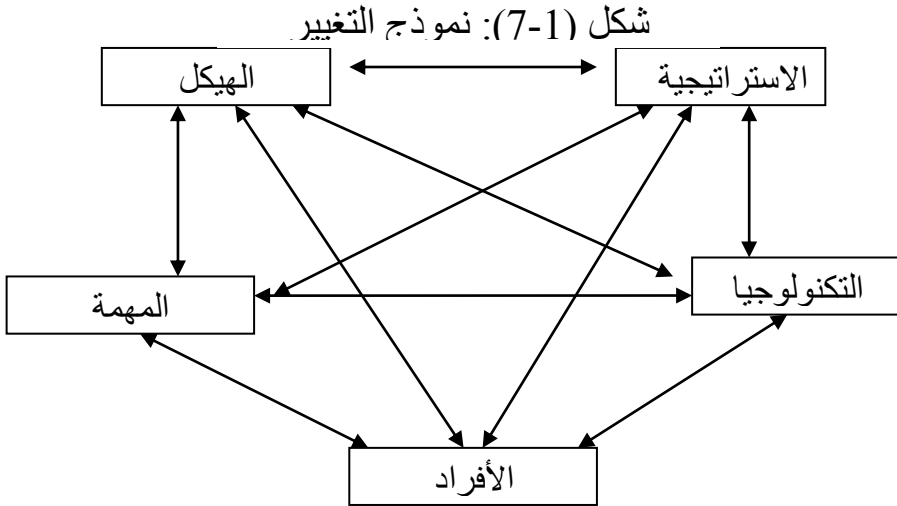 شكل (1-7): نموذج التغيير
الاستراتيجية
الهيكل
التكنولوجيا
المهمة
الأفراد